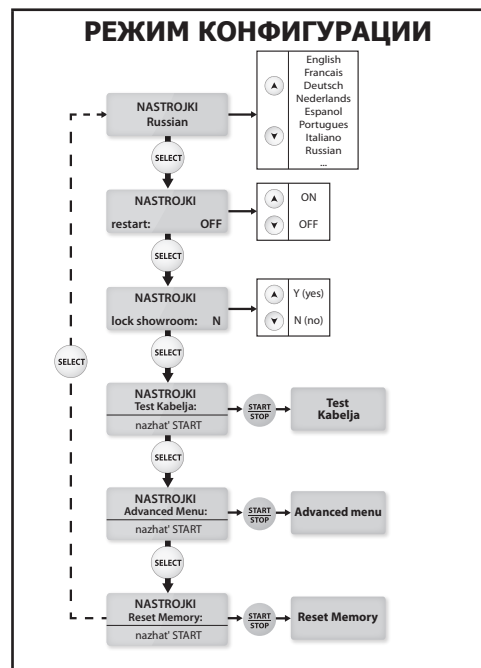 РЕЖИМ КОНФИГУРАЦИИ
NASTROJKI
Russian
English
Francais
Deutsch
Nederlands
Espanol
Portugues
Italiano
Russian
...
SELECT
NASTROJKI
restart: OFF
ON
OFF
SELECT
NASTROJKI
lock showroom: N
Y (yes)
N (no)
SELECT
SELECT
NASTROJKI
Test Kabelja:
nazhat' START
START
STOP
Test
Kabelja
SELECT
NASTROJKI
Advanced Menu:
nazhat' START
START
STOP
Advanced menu
SELECT
NASTROJKI
Reset Memory:
nazhat' START
START
STOP
Reset Memory